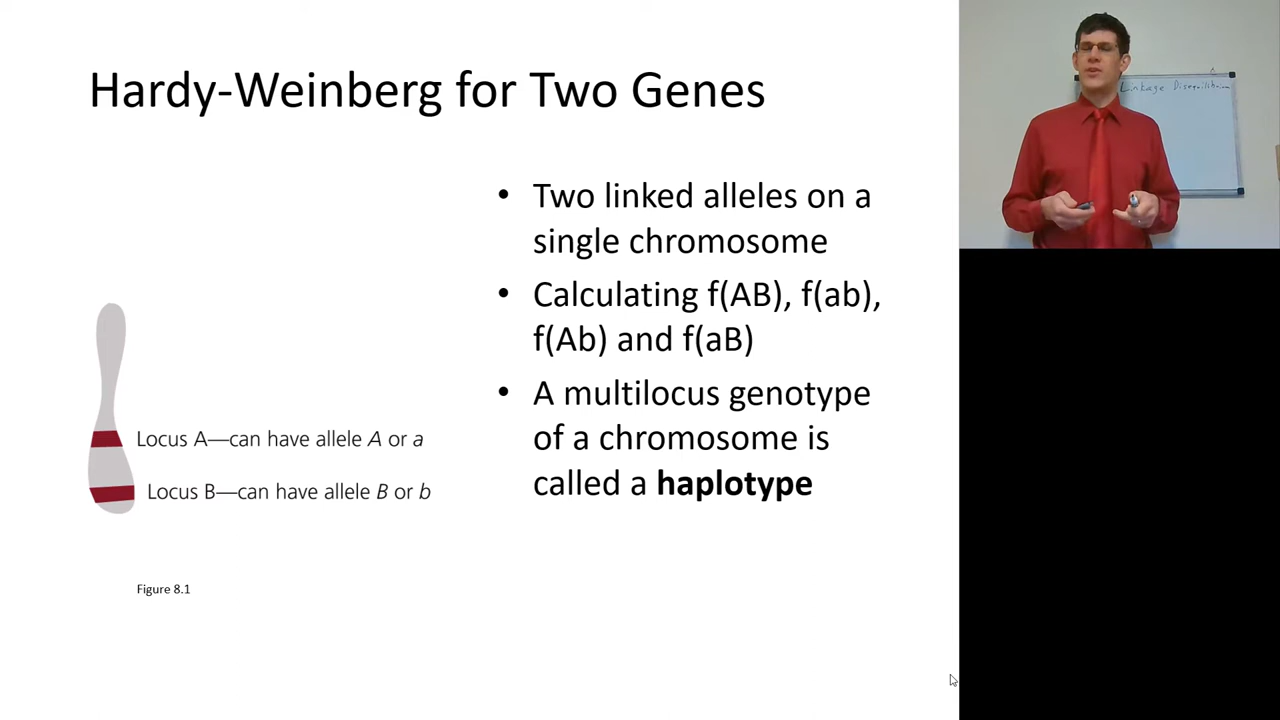 Hardy-Weinberg for Two Genes
• Two linked alleles on a
single chromosome
• Calculating f(AB), f(ab),
f(Ab) and f(aB)
• A multilocus genotype
of a chromosome is
called a haplotype
Locus A—can have allele A or a
Locus B—can have allele B or b
Figure 8.1
Linkage Disequilibrium